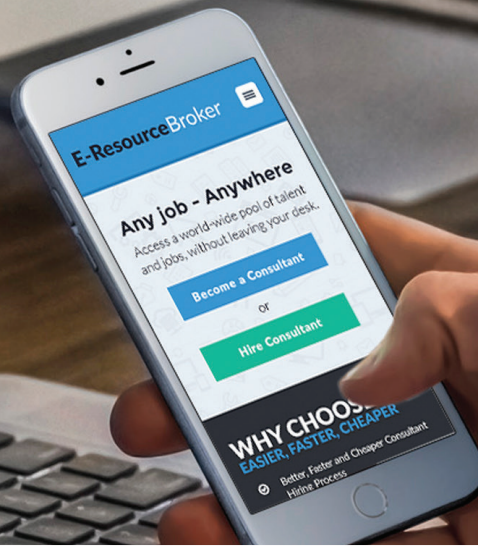 E-ResourceBroker
Any job - Anywhere
Access a world-wide pool of talent
and jobs, without leaving your desk.
Become a Consultant
or
Hire Consultant
WHY CHOOSE
EASIER, FASTER, CHEAPER
Better, Faster and Cheaper Consultant
Hiring Process